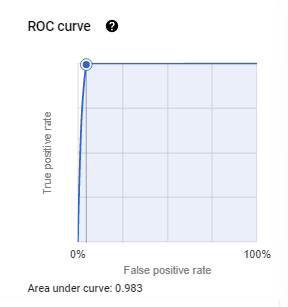 ROC curve ?
True positive rate
0% 100%
False positive rate
Area under curve: 0.983